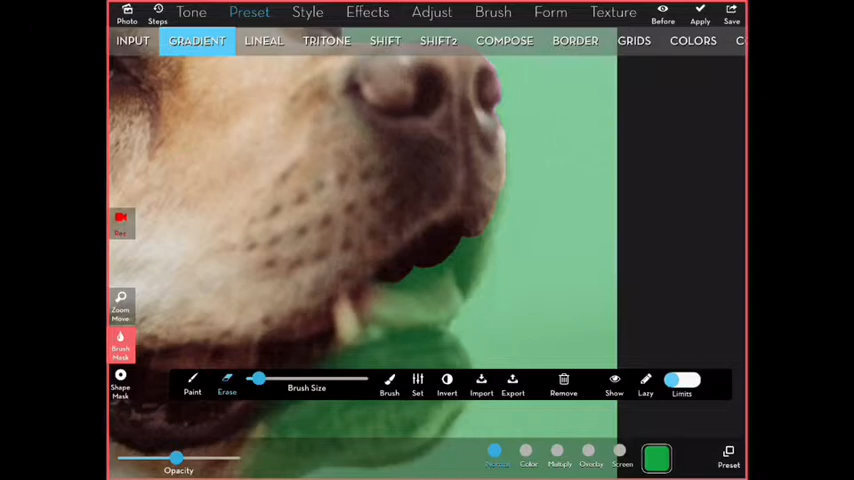 Photo Steps Tone Preset Style Effects Adjust Brush Form Texture Before Apply Save
INPUT GRADIENT LINEAL TRITONE SHIFT SHIFT2 COMPOSE BORDER GRIDS COLORS
Rec
Zoom
Move
Brush
Mask
Shape
Mask
Paint Erase Brush Size Brush Set Invert Import Export Remove Show Lazy Limits
Opacity
Normal Color Multiply Overlay Screen Preset